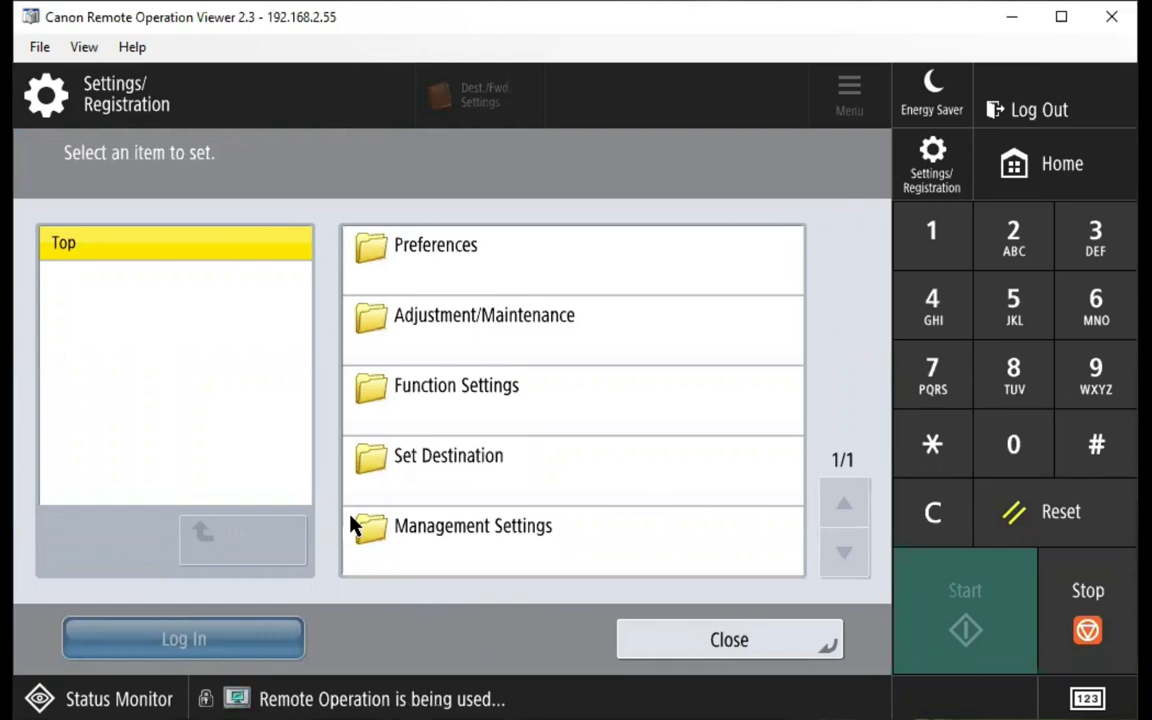 Canon Remote Operation Viewer 2.3 - 192.168.2.55
File View Help
Settings/
Registration
Dest./Fwd
Settings
Menu
Energy Saver
Log Out
Settings/
Registration
Home
Select an item to set.
Top
Preferences
Adjustment/Maintenance
Function Settings
Set Destination
Management Settings
1/1
1
2
ABC
3
DEF
4
GHI
5
JKL
6
MNO
7
PQRS
8
TUV
9
WXYZ
*
0
#
C
Reset
Start
Stop
Log In
Close
Status Monitor
Remote Operation is being used...
123